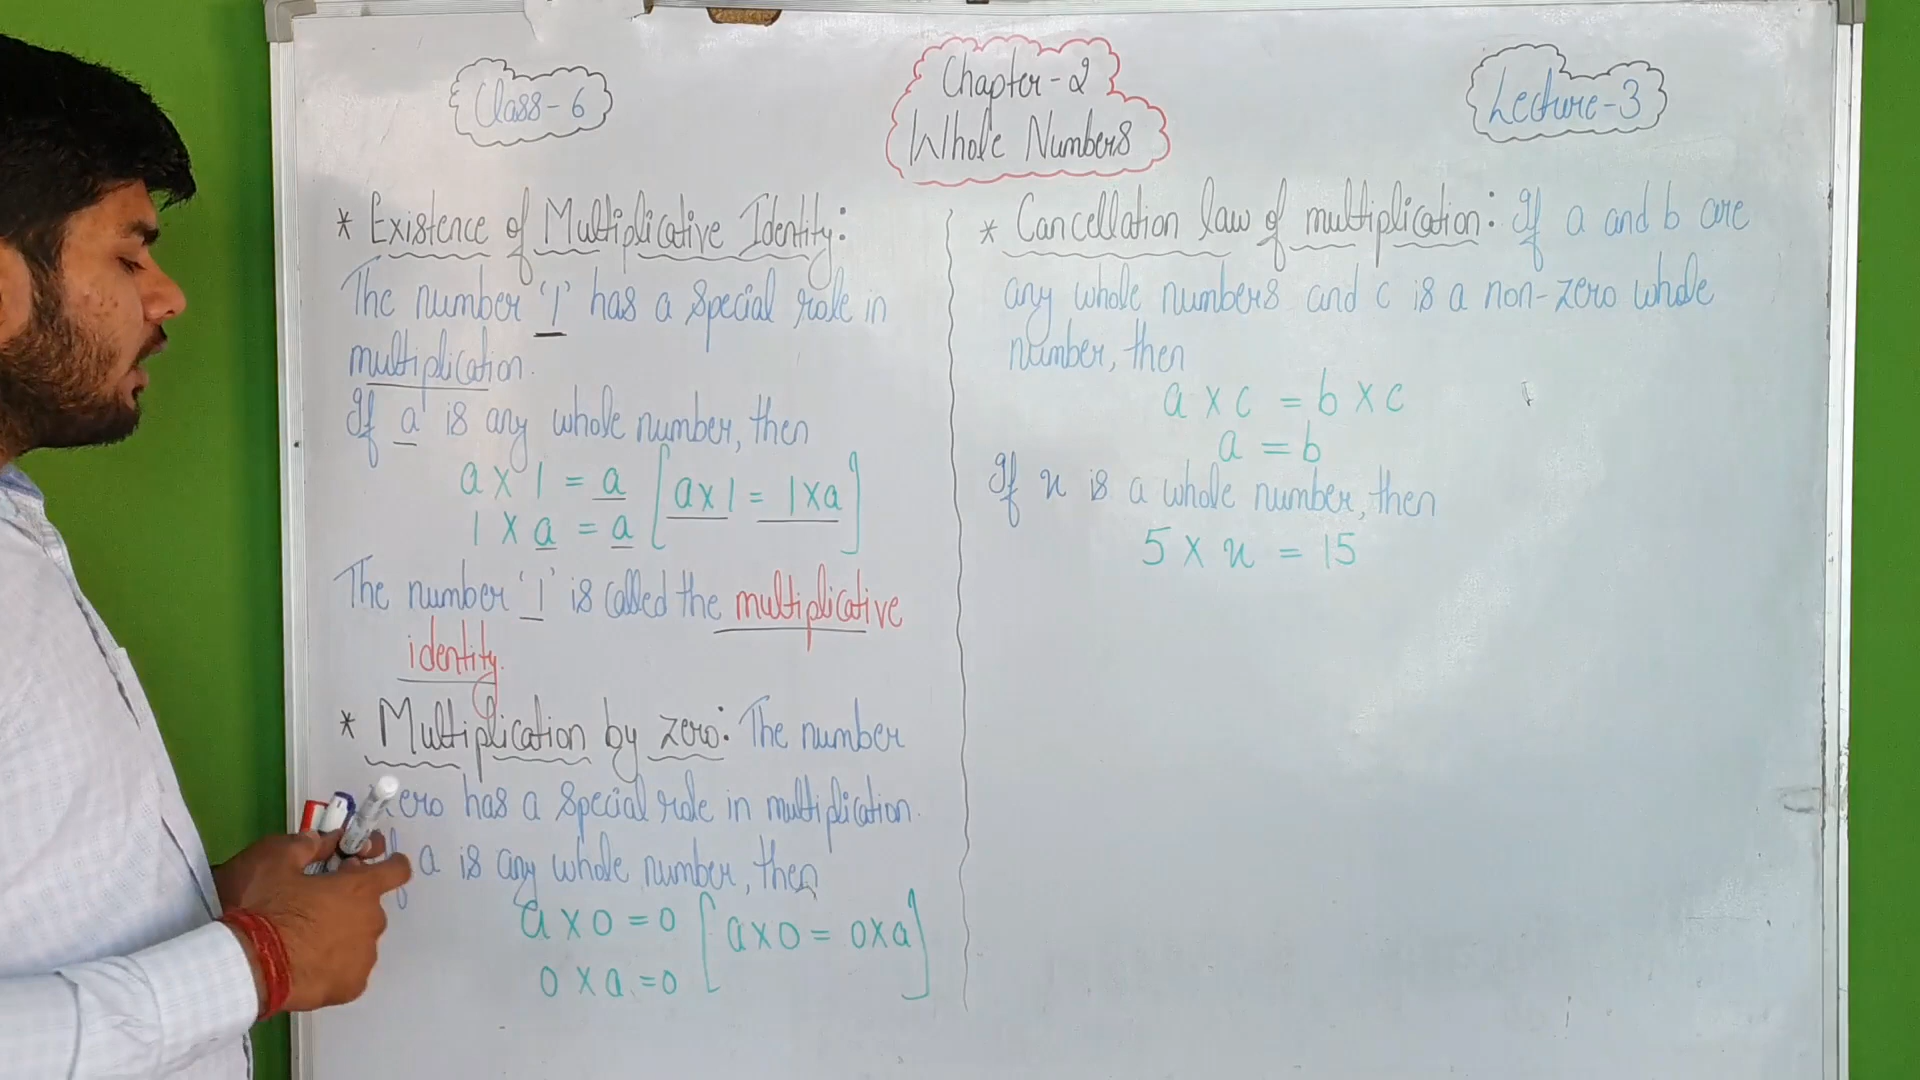 Class-6
Chapter-2
Whole Numbers
Lecture-3
* Existence of Multiplicative Identity:
The number '1' has a special role in
multiplication.
If 'a' is any whole number, then
a x 1 = a [a x 1 = 1 x a]
1 x a = a
The number '1' is called the multiplicative
identity.
* Multiplication by zero: The number
zero has a special role in multiplication.
If a is any whole number, then
a x 0 = 0 [a x 0 = 0 x a]
0 x a = 0
* Cancellation law of multiplication: If a and b are
any whole numbers and c is a non-zero whole
number, then
a x c = b x c
a = b
If x is a whole number, then
5 x x = 15